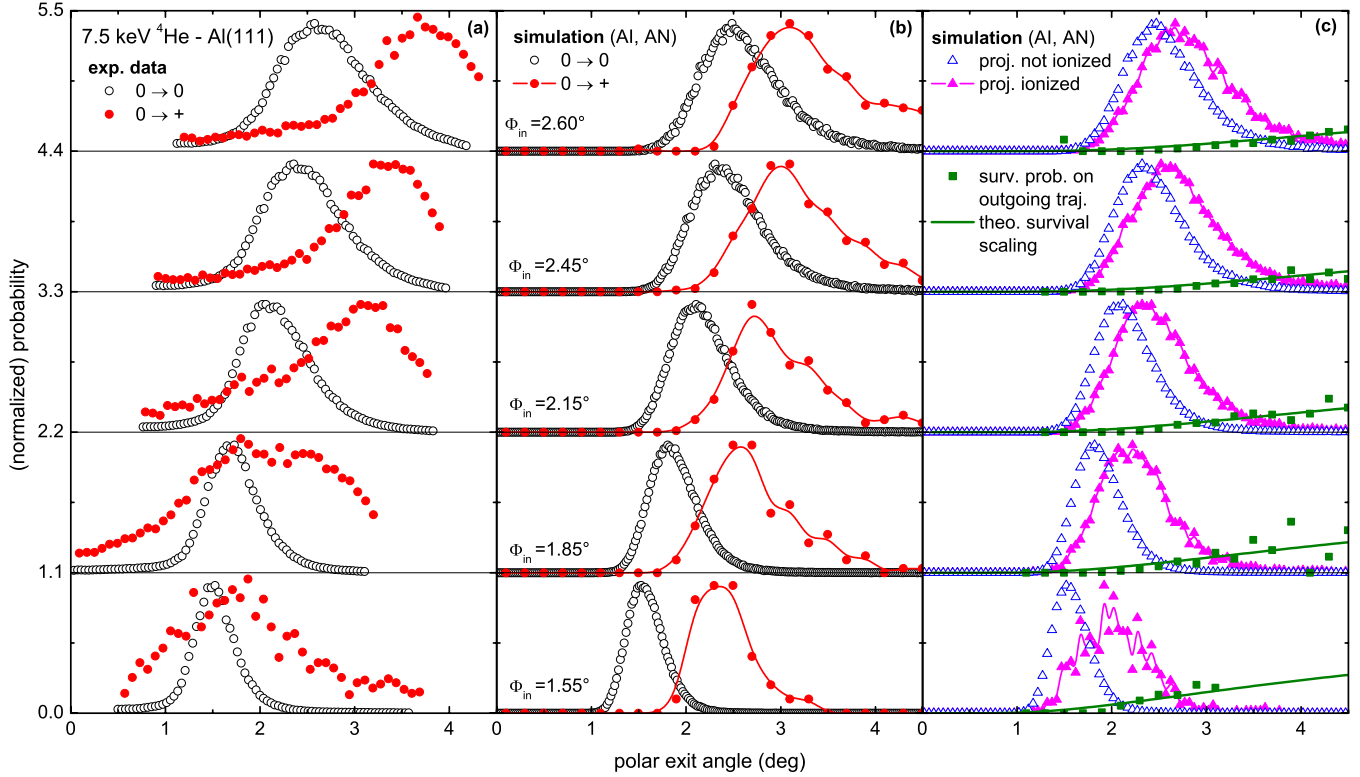 (a)
7.5 keV ⁴He - Al(111)
exp. data
0 → 0
0 → +
(b)
simulation (AI, AN)
0 → 0
0 → +
Φin=2.60°
Φin=2.45°
Φin=2.15°
Φin=1.85°
Φin=1.55°
(c)
simulation (AI, AN)
proj. not ionized
proj. ionized
surv. prob. on
outgoing traj.
theo. survival
scaling
(normalized) probability
5.5
4.4
3.3
2.2
1.1
0.0
0 1 2 3 4
0 1 2 3 4
0 1 2 3 4
polar exit angle (deg)